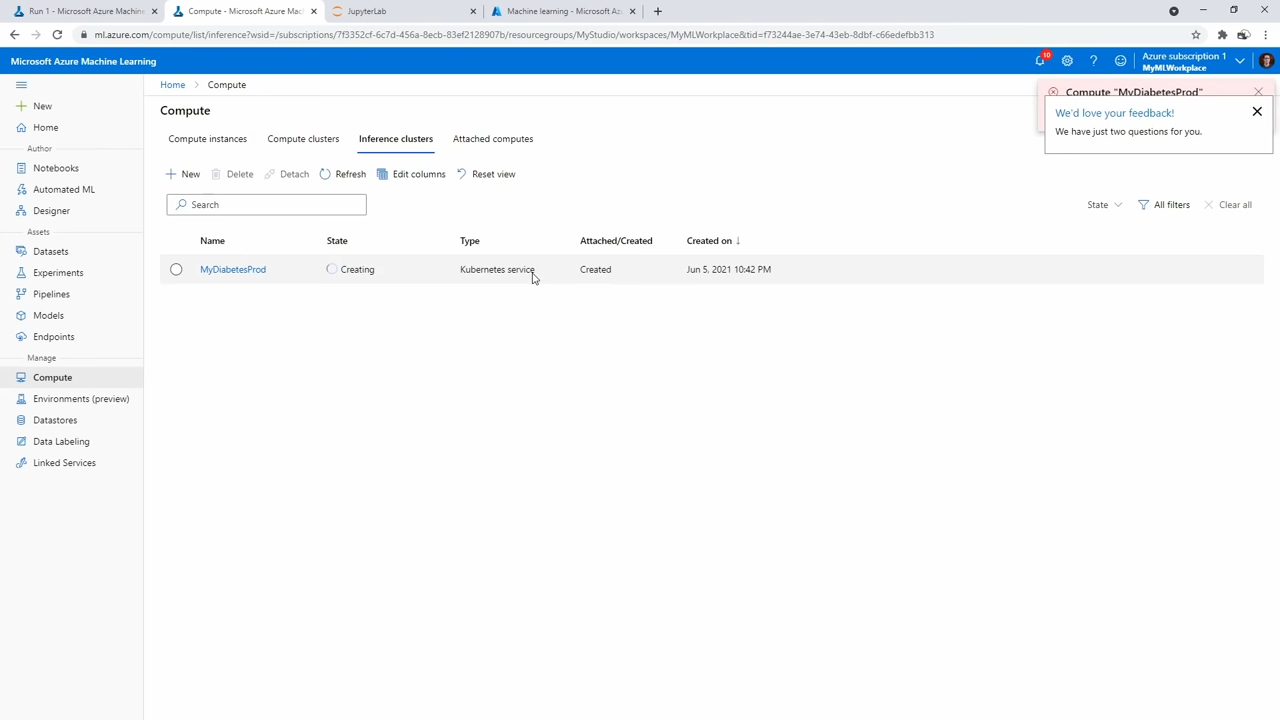 Run 1 - Microsoft Azure Machine
Compute - Microsoft Azure Mac
JupyterLab
Machine learning - Microsoft Az
ml.azure.com/compute/list/inference?wsid=/subscriptions/7f3352cf-6c7d-456a-8ecb-83ef2128907b/resourcegroups/MyStudio/workspaces/MyMLWorkplace&tid=f73244ae-3e74-43eb-8dbf-c66edefbb313
Microsoft Azure Machine Learning
10
Azure subscription 1
MyMLWorkplace
New
Home
Author
Notebooks
Automated ML
Designer
Assets
Datasets
Experiments
Pipelines
Models
Endpoints
Manage
Compute
Environments (preview)
Datastores
Data Labeling
Linked Services
Home > Compute
Compute
Compute instances
Compute clusters
Inference clusters
Attached computes
New
Delete
Detach
Refresh
Edit columns
Reset view
Search
State
All filters
Clear all
Name
State
Type
Attached/Created
Created on ↓
MyDiabetesProd
Creating
Kubernetes service
Created
Jun 5, 2021 10:42 PM
Compute "MyDiabetesProd"
We'd love your feedback!
We have just two questions for you.